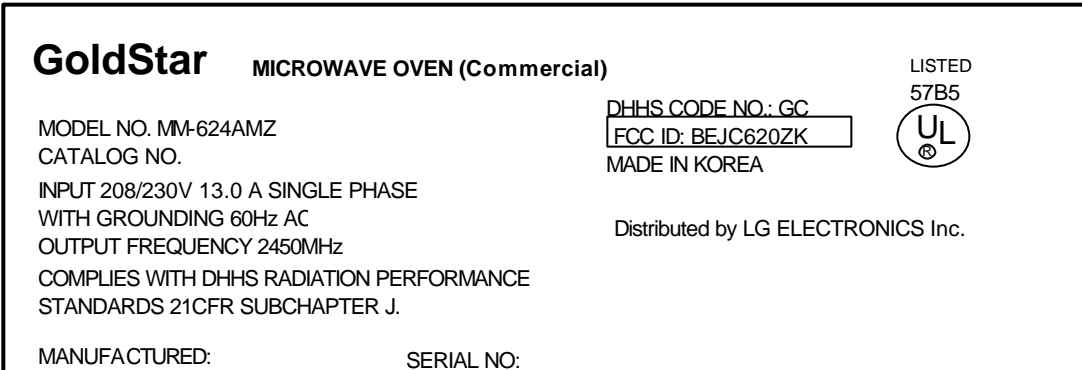 GoldStar MICROWAVE OVEN (Commercial)
MODEL NO. MM-624AMZ
CATALOG NO.
INPUT 208/230V 13.0 A SINGLE PHASE
WITH GROUNDING 60Hz AC
OUTPUT FREQUENCY 2450MHz
COMPLIES WITH DHHS RADIATION PERFORMANCE
STANDARDS 21CFR SUBCHAPTER J.
MANUFACTURED: SERIAL NO:
DHHS CODE NO.: GC
FCC ID: BEJC620ZK
MADE IN KOREA
Distributed by LG ELECTRONICS Inc.
LISTED
57B5
UL
®